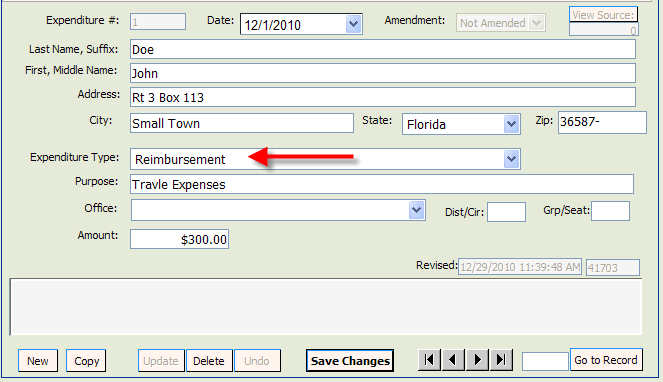 Expenditure #: 1 Date: 12/1/2010 Amendment: Not Amended View Source: 0
Last Name, Suffix: Doe
First, Middle Name: John
Address: Rt 3 Box 113
City: Small Town State: Florida Zip: 36587-
Expenditure Type: Reimbursement
Purpose: Travle Expenses
Office: Dist/Cir: Grp/Seat:
Amount: $300.00
Revised: 12/29/2010 11:39:48 AM 41703
New Copy Update Delete Undo Save Changes Go to Record